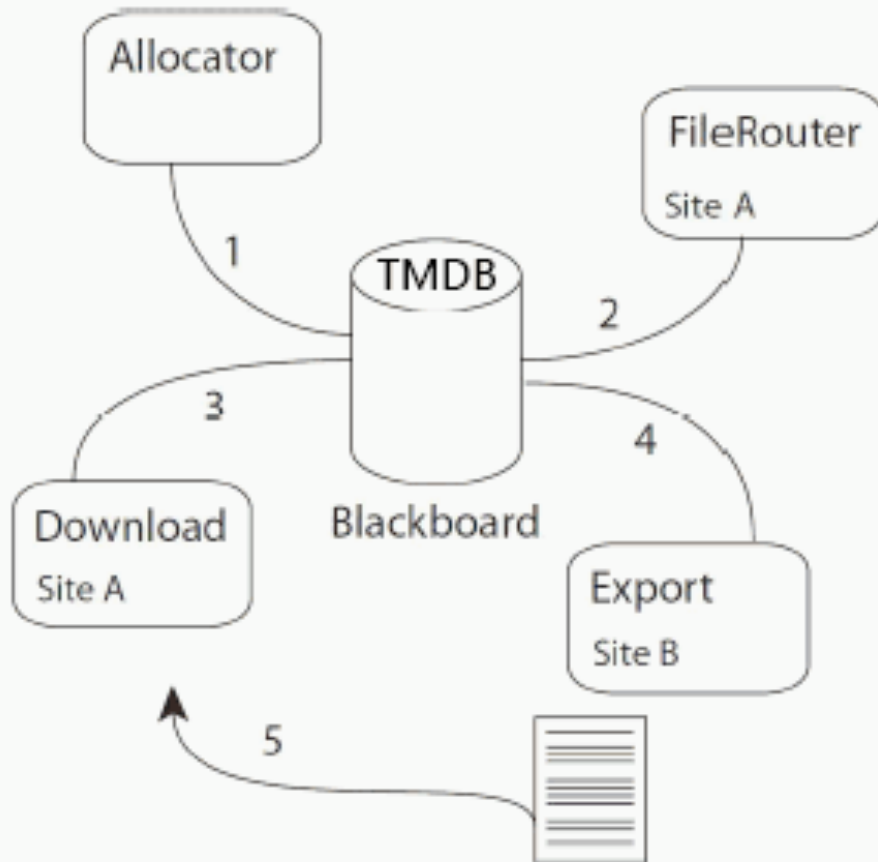 Allocator
FileRouter
Site A
1
TMDB
2
3
4
Download
Site A
Blackboard
Export
Site B
5